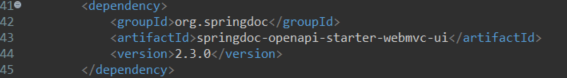 41 <dependency>
42 <groupId>org.springdoc</groupId>
43 <artifactId>springdoc-openapi-starter-webmvc-ui</artifactId>
44 <version>2.3.0</version>
45 </dependency>